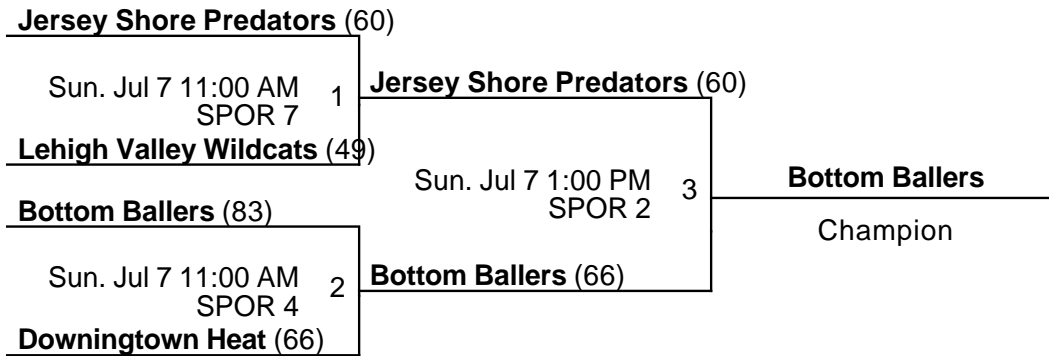 Jersey Shore Predators (60)
Sun. Jul 7 11:00 AM
SPOR 7
1
Lehigh Valley Wildcats (49)
Bottom Ballers (83)
Sun. Jul 7 11:00 AM
SPOR 4
2
Downingtown Heat (66)
Jersey Shore Predators (60)
Sun. Jul 7 1:00 PM
SPOR 2
3
Bottom Ballers (66)
Bottom Ballers
Champion